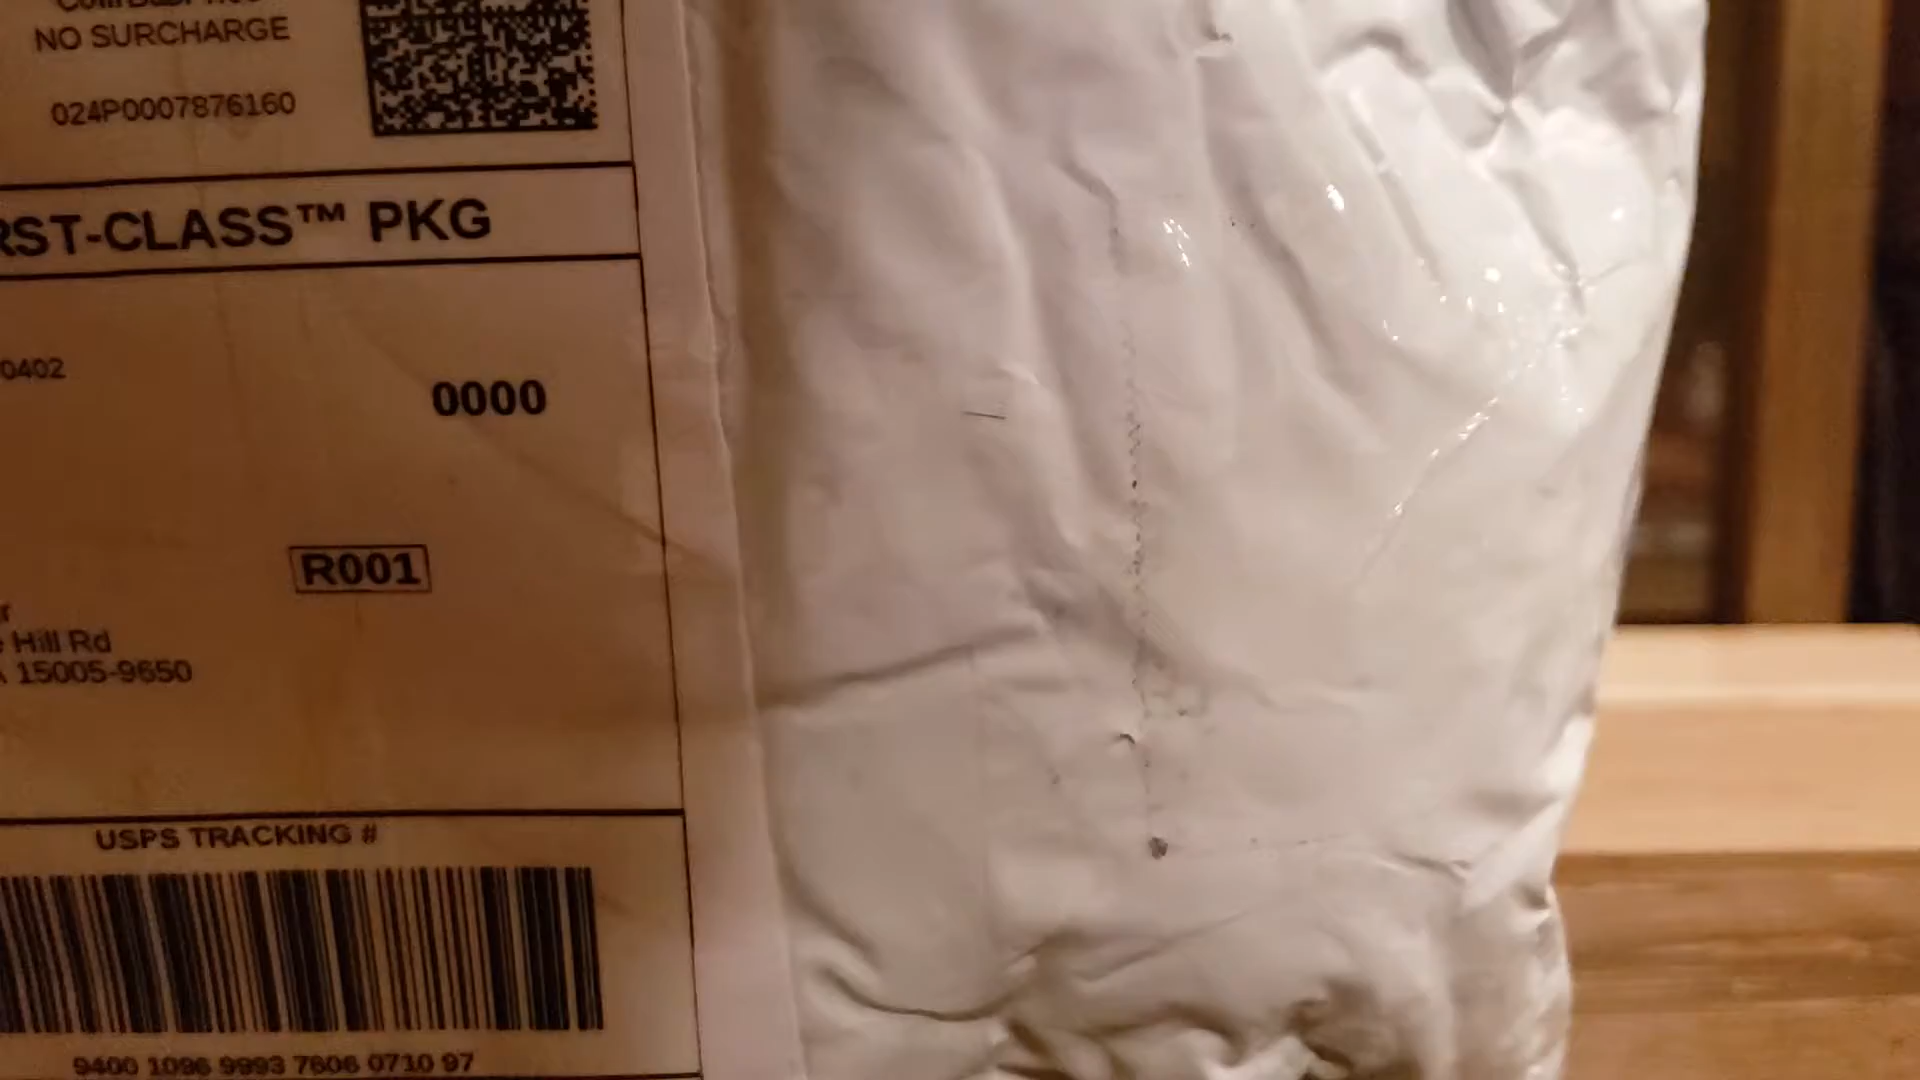 NO SURCHARGE
024P0007876160
RST-CLASS™ PKG
0402
0000
R001
r
Hill Rd
15005-9650
USPS TRACKING #
9400 1096 9993 7606 0710 97